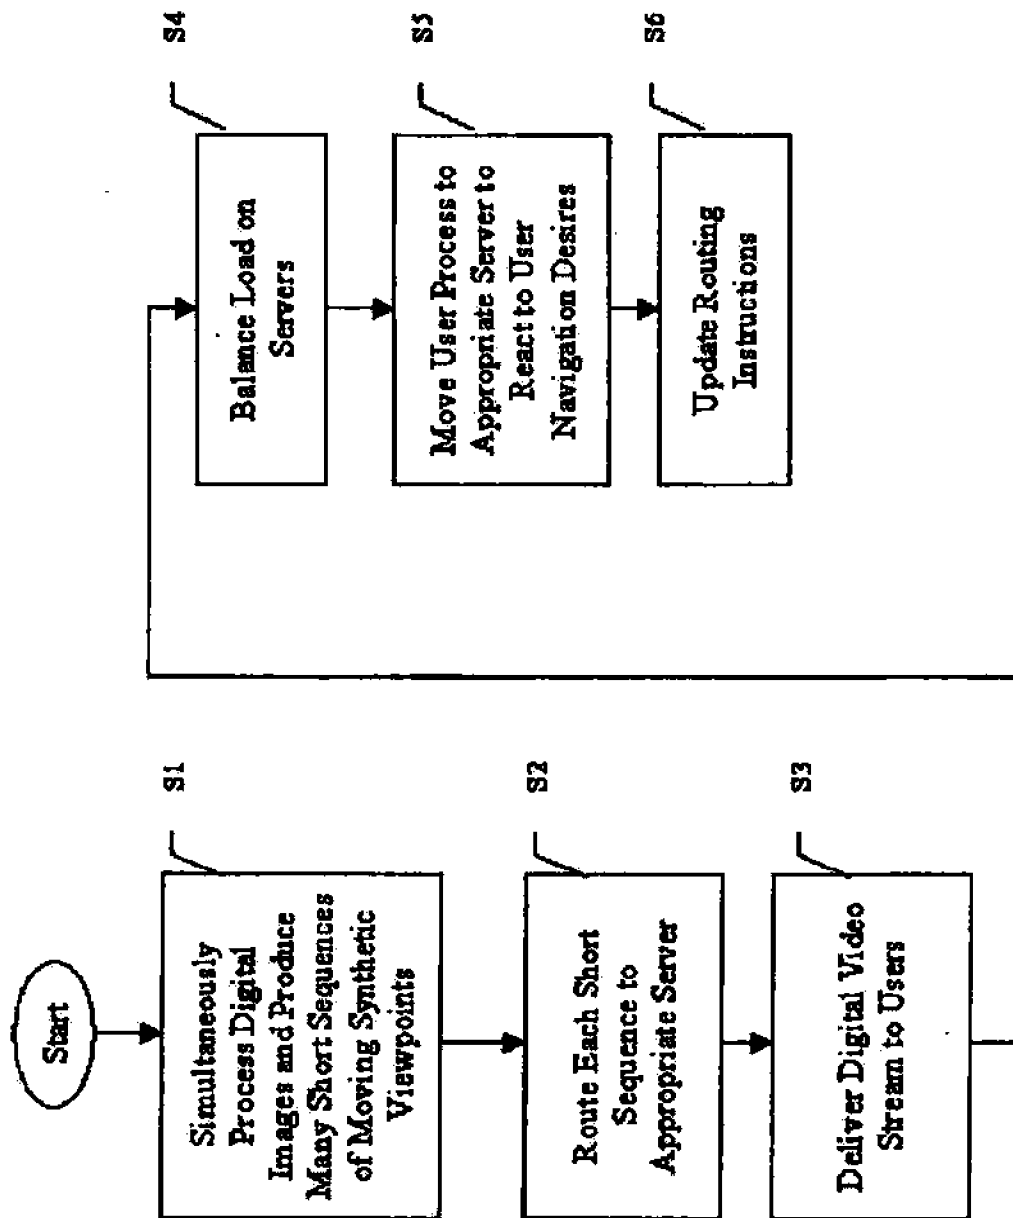 Start
Simultaneously
Process Digital
Images and Produce
Many Short Sequences
of Moving Synthetic
Viewpoints
S1
Route Each Short
Sequence to
Appropriate Server
S2
Deliver Digital Video
Stream to Users
S3
Balance Load on
Servers
S4
Move User Process to
Appropriate Server to
React to User
Navigation Desires
S5
Update Routing
Instructions
S6